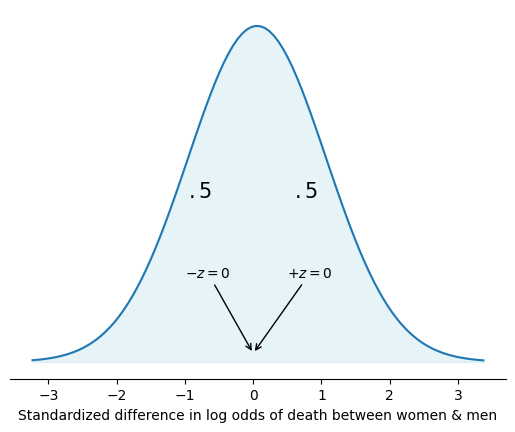 .5 .5
−z = 0 +z = 0
−3 −2 −1 0 1 2 3
Standardized difference in log odds of death between women & men